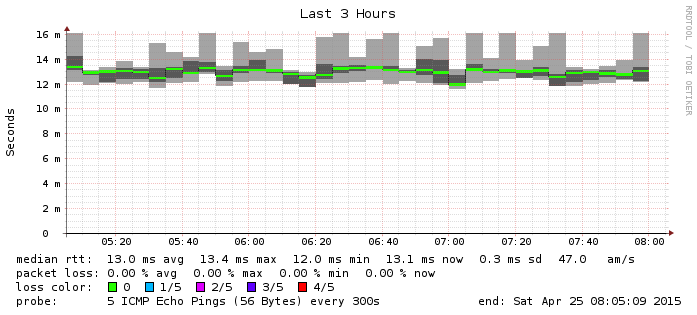 Last 3 Hours
RRDTOOL / TOBI OETIKER
Seconds
16 m
14 m
12 m
10 m
8 m
6 m
4 m
2 m
0
05:20 05:40 06:00 06:20 06:40 07:00 07:20 07:40 08:00
median rtt: 13.0 ms avg 13.4 ms max 12.0 ms min 13.1 ms now 0.3 ms sd 47.0 am/s
packet loss: 0.00 % avg 0.00 % max 0.00 % min 0.00 % now
loss color: 0 1/5 2/5 3/5 4/5
probe: 5 ICMP Echo Pings (56 Bytes) every 300s end: Sat Apr 25 08:05:09 2015